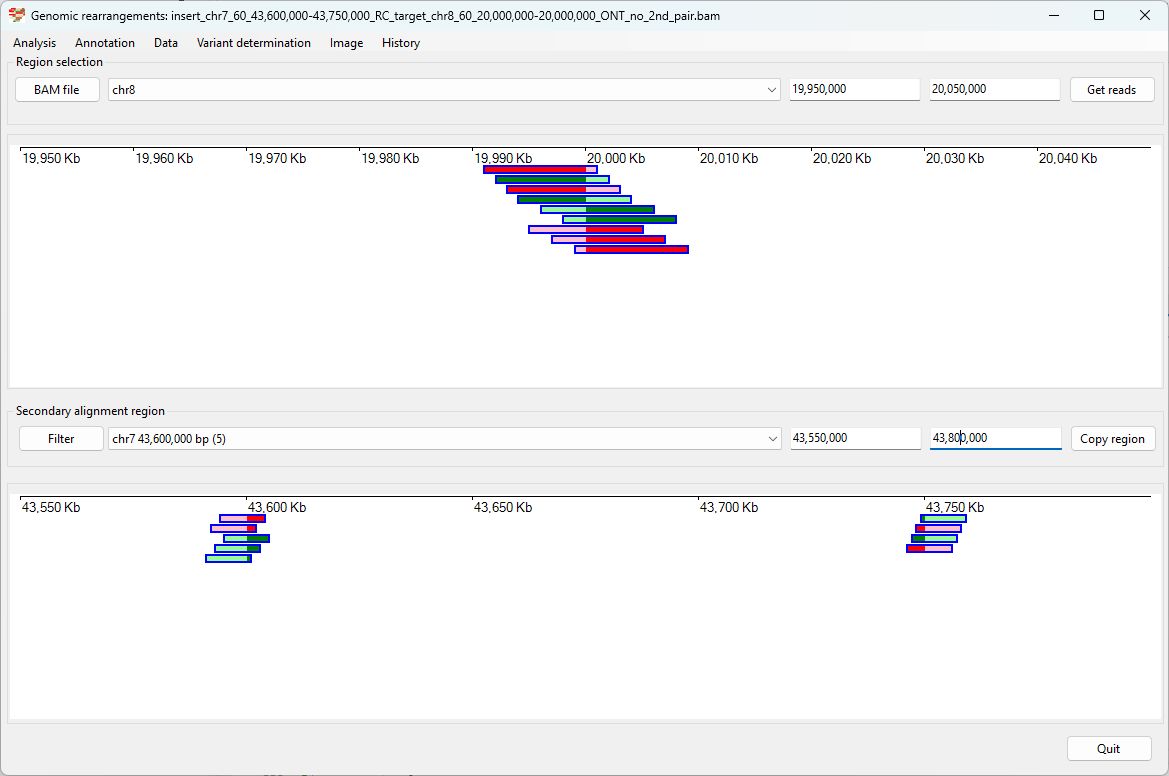 Genomic rearrangements: insert_chr7_60_43,600,000-43,750,000_RC_target_chr8_60_20,000,000-20,000,000_ONT_no_2nd_pair.bam
Analysis Annotation Data Variant determination Image History
Region selection
BAM file chr8 19,950,000 20,050,000 Get reads
19,950 Kb 19,960 Kb 19,970 Kb 19,980 Kb 19,990 Kb 20,000 Kb 20,010 Kb 20,020 Kb 20,030 Kb 20,040 Kb
Secondary alignment region
Filter chr7 43,600,000 bp (5) 43,550,000 43,800,000 Copy region
43,550 Kb 43,600 Kb 43,650 Kb 43,700 Kb 43,750 Kb
Quit